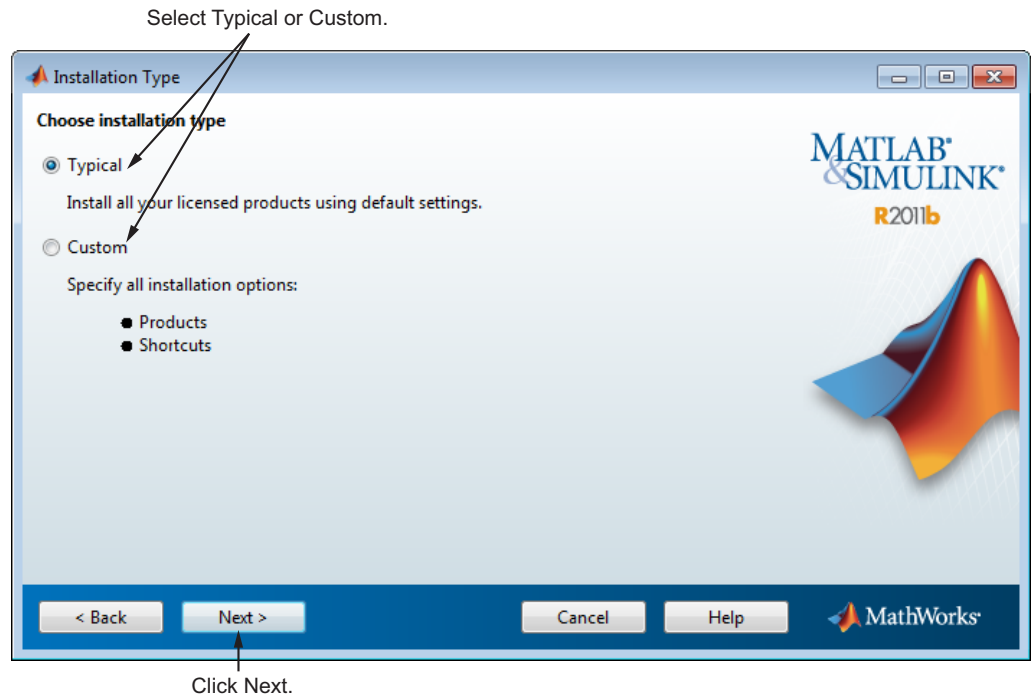 Select Typical or Custom.
Installation Type
Choose installation type
Typical
Install all your licensed products using default settings.
Custom
Specify all installation options:
Products
Shortcuts
MATLAB®
&SIMULINK®
R2011b
< Back
Next >
Cancel
Help
MathWorks®
Click Next.